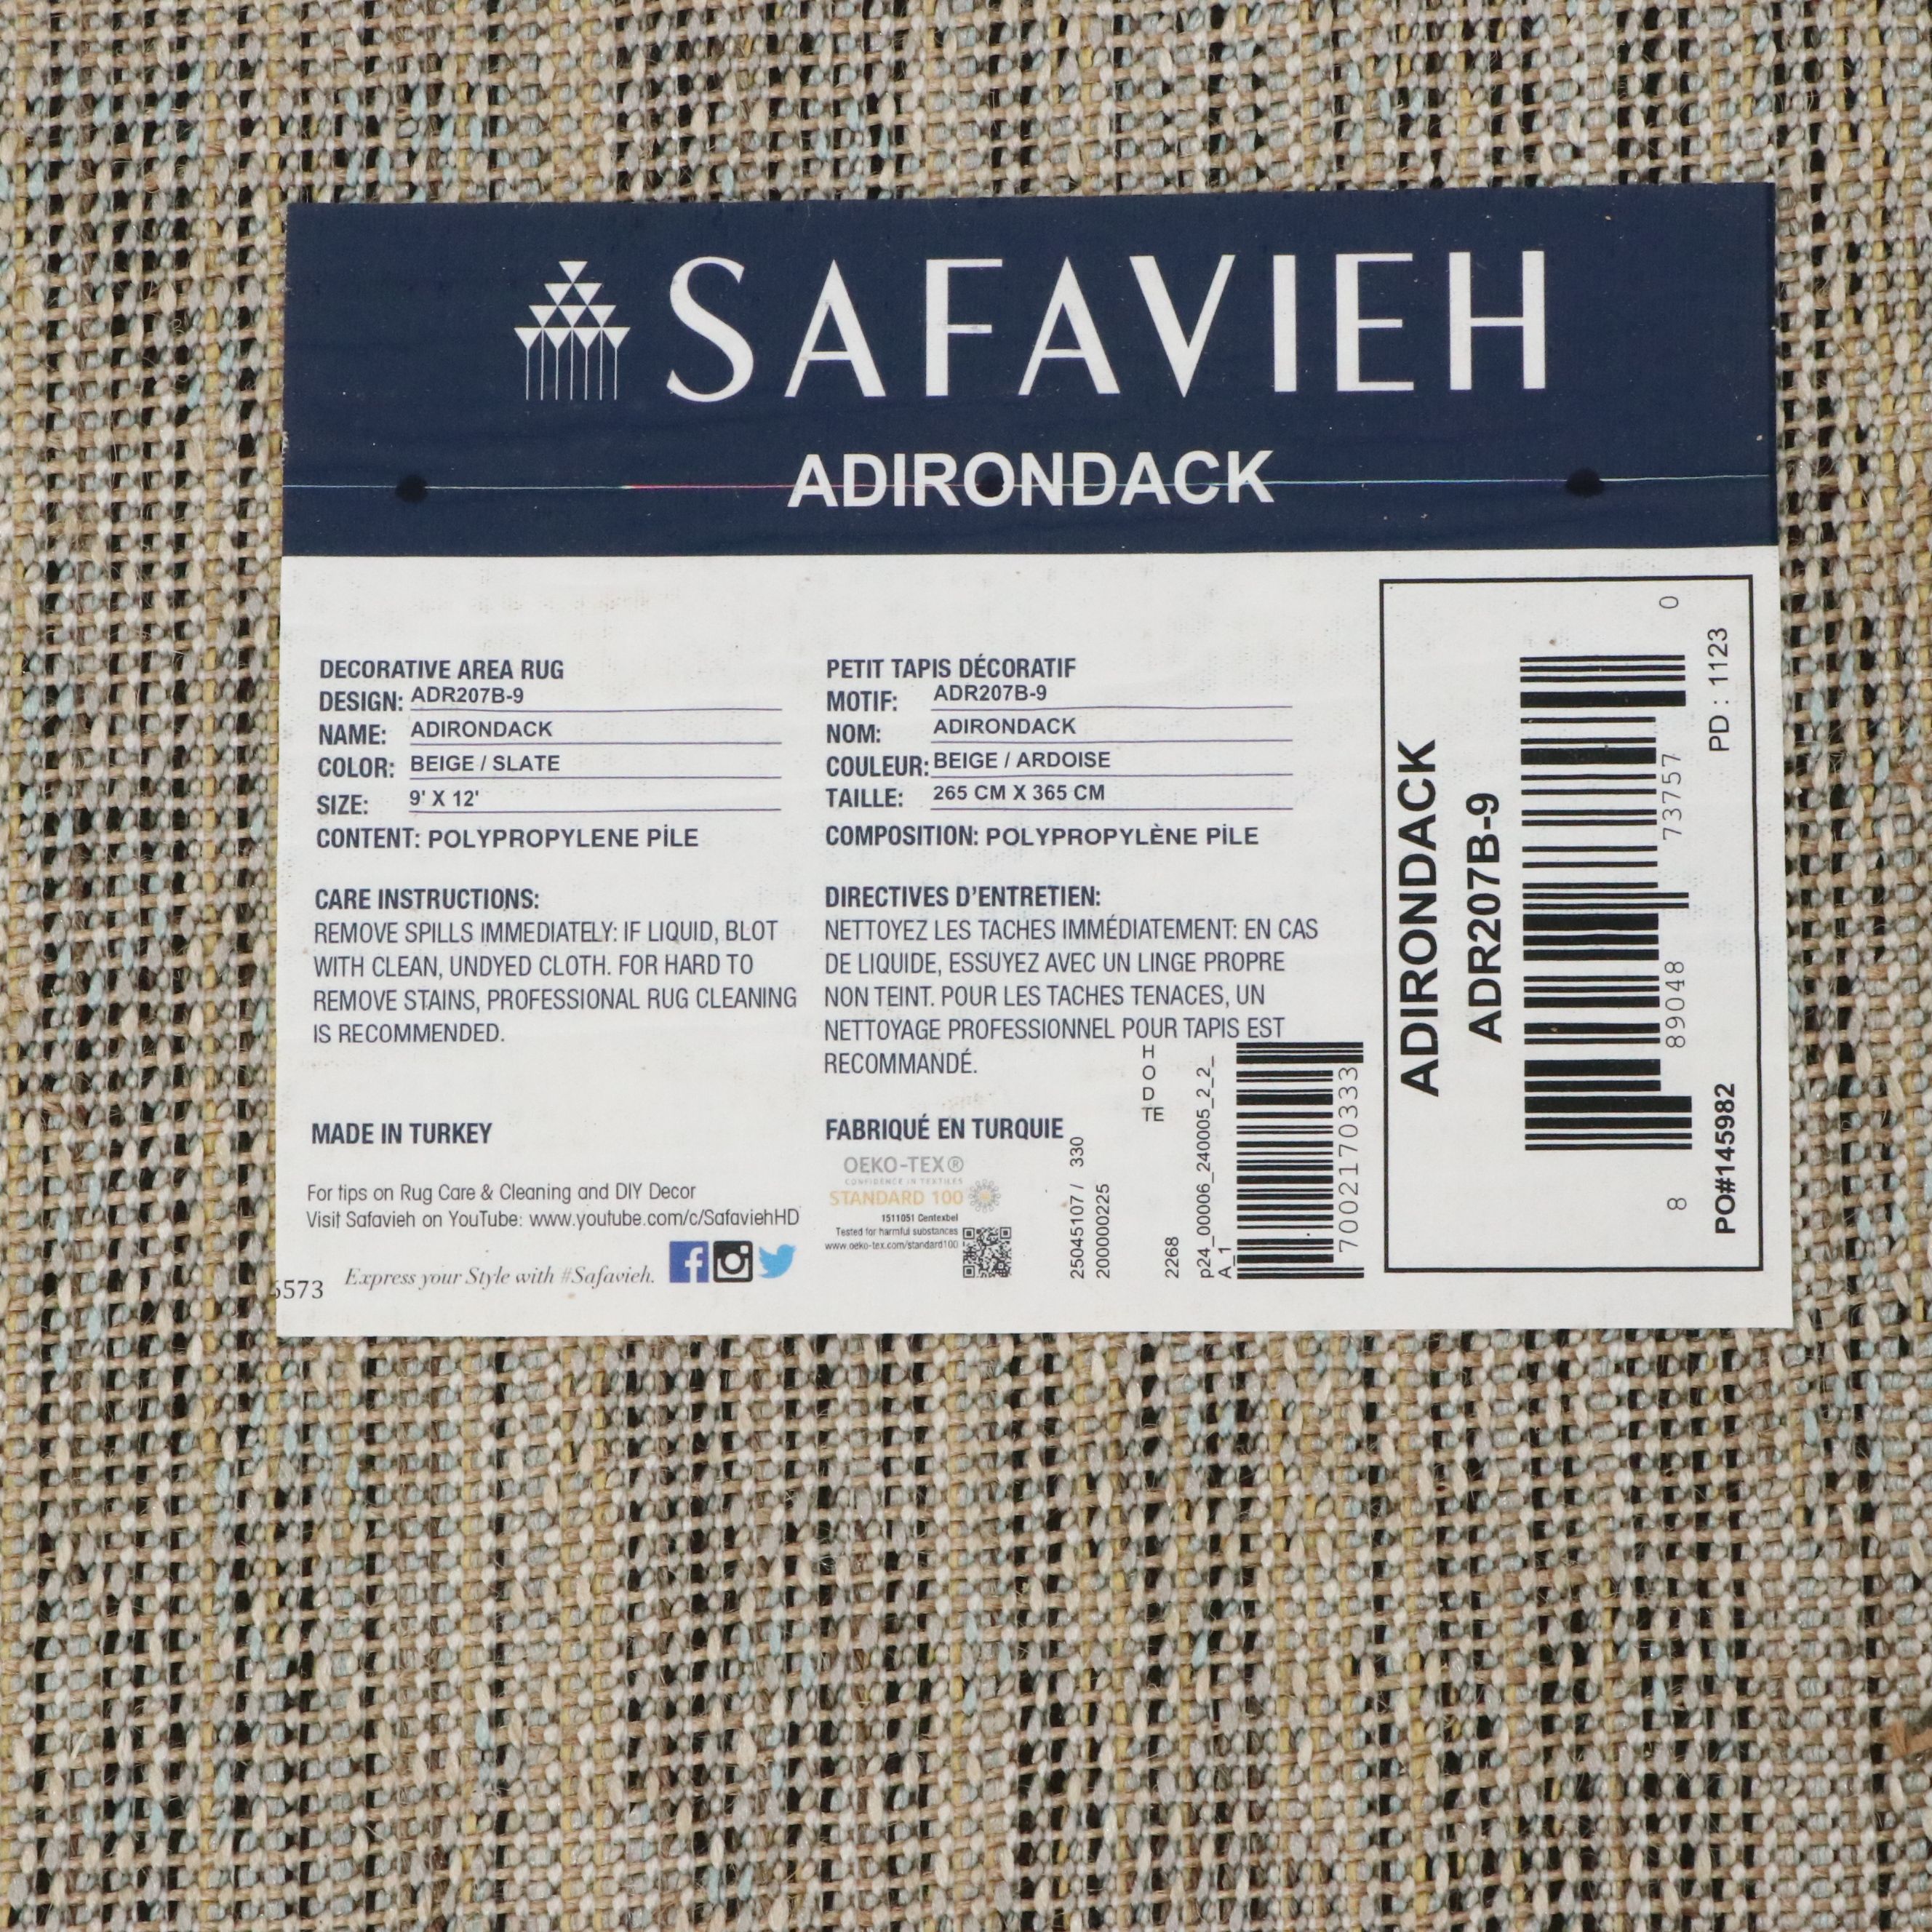 SAFAVIEH
ADIRONDACK
DECORATIVE AREA RUG
DESIGN: ADR207B-9
NAME: ADIRONDACK
COLOR: BEIGE / SLATE
SIZE: 9' X 12'
CONTENT: POLYPROPYLENE PİLE
CARE INSTRUCTIONS:
REMOVE SPILLS IMMEDIATELY: IF LIQUID, BLOT
WITH CLEAN, UNDYED CLOTH. FOR HARD TO
REMOVE STAINS, PROFESSIONAL RUG CLEANING
IS RECOMMENDED.
MADE IN TURKEY
For tips on Rug Care & Cleaning and DIY Decor
Visit Safavieh on YouTube: www.youtube.com/c/SafaviehHD
Express your Style with #Safavieh.
573
PETIT TAPIS DÉCORATIF
MOTIF: ADR207B-9
NOM: ADIRONDACK
COULEUR: BEIGE / ARDOISE
TAILLE: 265 CM X 365 CM
COMPOSITION: POLYPROPYLÈNE PİLE
DIRECTIVES D'ENTRETIEN:
NETTOYEZ LES TACHES IMMÉDIATEMENT: EN CAS
DE LIQUIDE, ESSUYEZ AVEC UN LINGE PROPRE
NON TEINT. POUR LES TACHES TENACES, UN
NETTOYAGE PROFESSIONNEL POUR TAPIS EST
RECOMMANDÉ.
FABRIQUÉ EN TURQUIE
OEKO-TEX®
CONFIDENCE IN TEXTILES
STANDARD 100
1511051 Centexbel
Tested for harmful substances
www.oeko-tex.com/standard100
25045107 / 330
200000225
H
O
D
TE
2268
p24_00006_240005_2_2_
A_1
7002170333
ADIRONDACK
ADR207B-9
8 89048 73757 0
PO#145982 PD : 1123